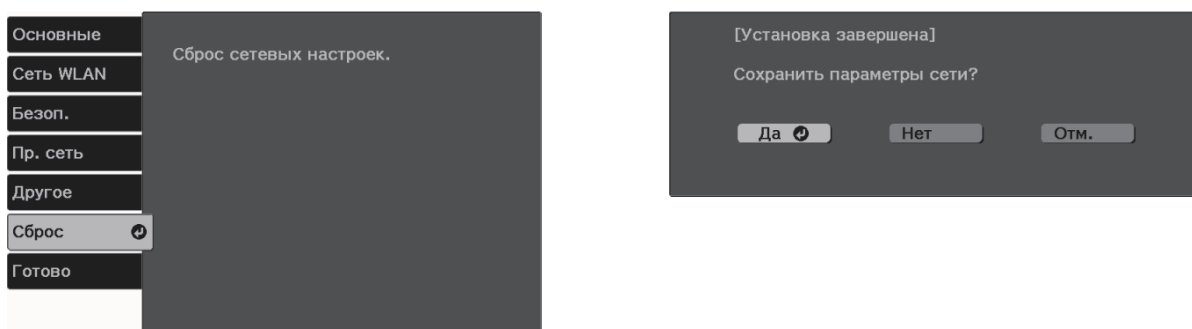 Основные
Сеть WLAN
Безоп.
Пр. сеть
Другое
Сброс
Готово
Сброс сетевых настроек.
[Установка завершена]
Сохранить параметры сети?
Да
Нет
Отм.